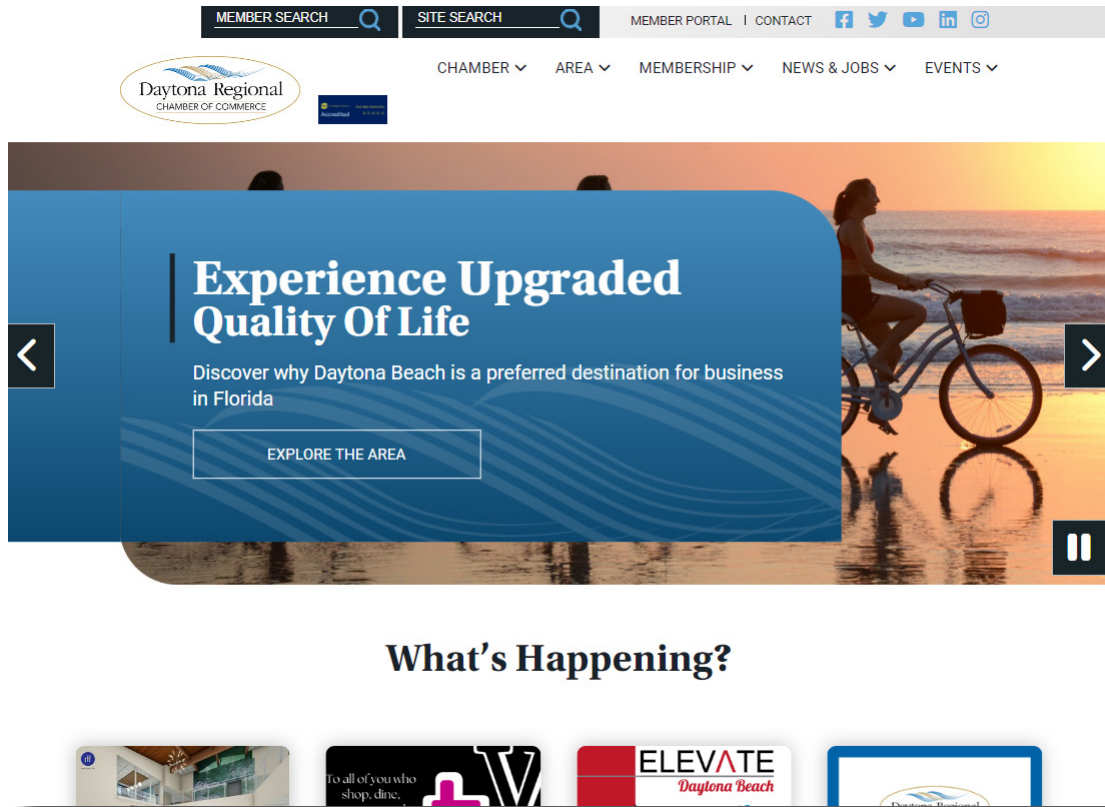 MEMBER SEARCH
SITE SEARCH
MEMBER PORTAL | CONTACT
Daytona Regional
CHAMBER OF COMMERCE
Accredited
CHAMBER
AREA
MEMBERSHIP
NEWS & JOBS
EVENTS
Experience Upgraded
Quality Of Life
Discover why Daytona Beach is a preferred destination for business
in Florida
EXPLORE THE AREA
What's Happening?
To all of you who
shop, dine,
ELEVATE
Daytona Beach
Daytona Regional